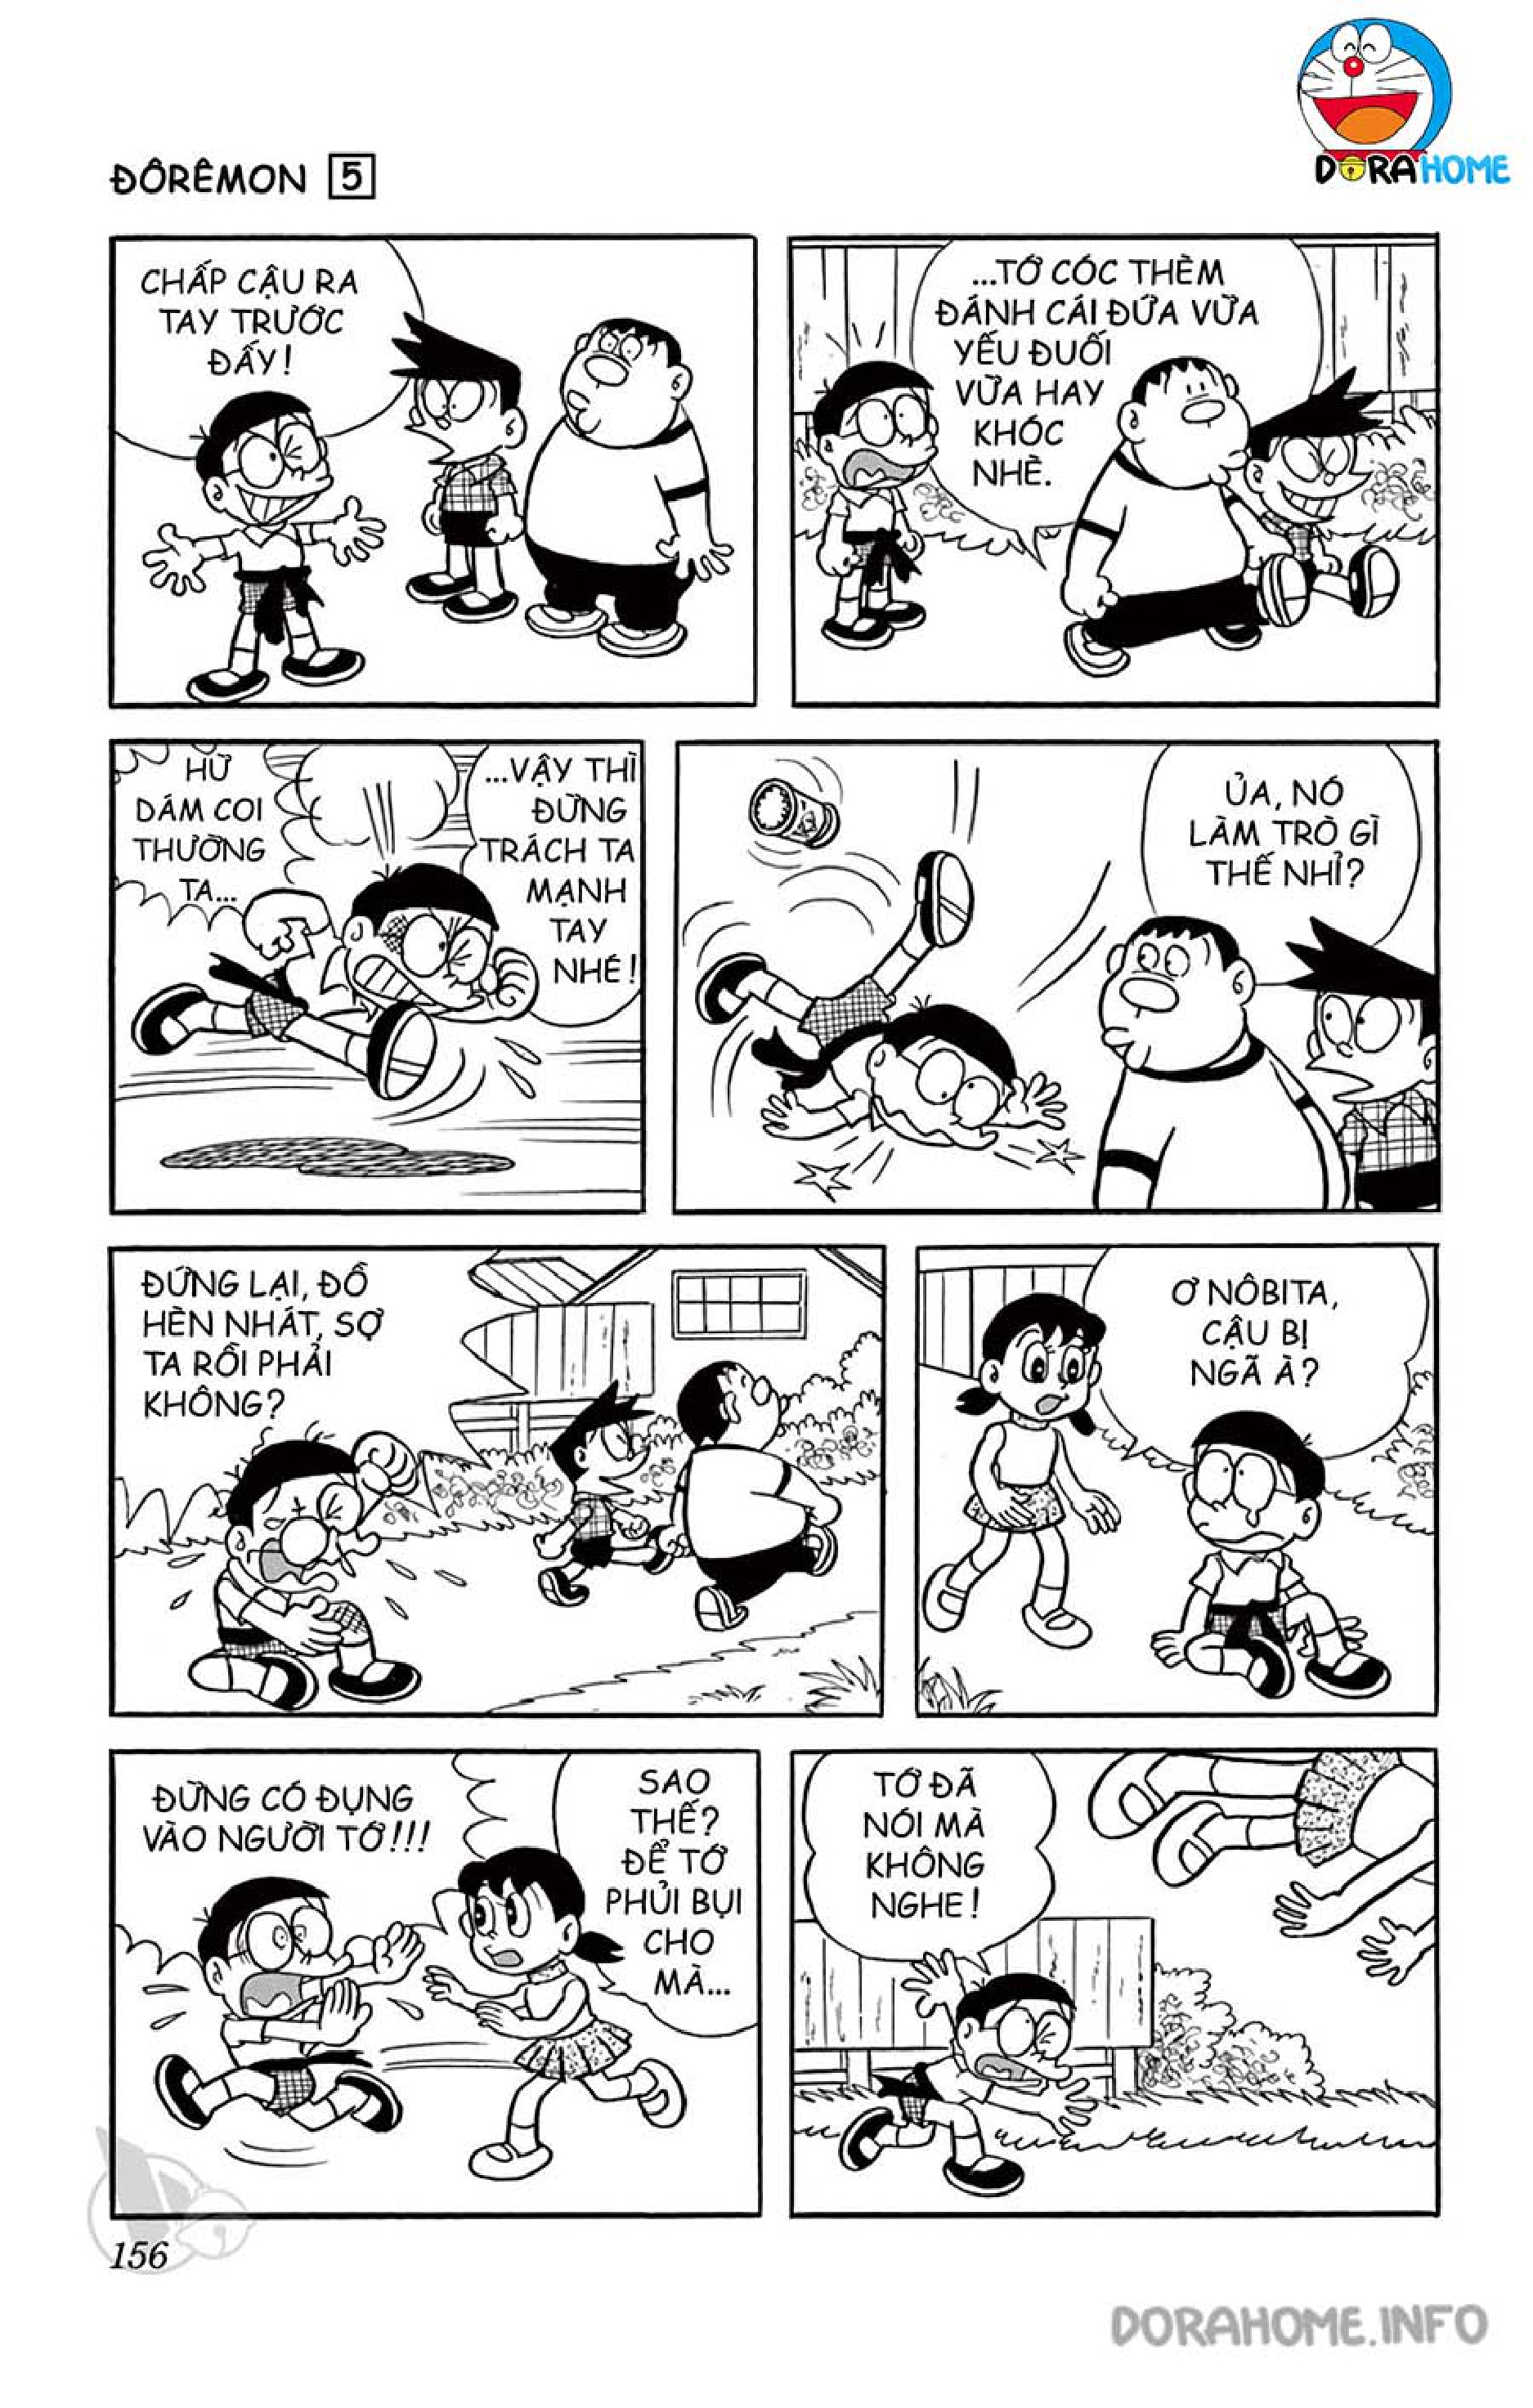 DORAHOME
ĐÔRÊMON 5
CHẤP CẬU RA
TAY TRƯỚC
ĐẤY!
...TỚ CÓC THÈM
ĐÁNH CÁI ĐỨA VỪA
YẾU ĐUỐI
VỪA HAY
KHÓC
NHÈ.
HỪ
DÁM COI
THƯỜNG
TA...
...VẬY THÌ
ĐỪNG
TRÁCH TA
MẠNH
TAY
NHÉ!
ỦA, NÓ
LÀM TRÒ GÌ
THẾ NHỈ?
ĐỨNG LẠI, ĐỒ
HÈN NHÁT, SỢ
TA RỒI PHẢI
KHÔNG?
Ơ NÔBITA,
CẬU BỊ
NGÃ À?
ĐỪNG CÓ ĐỤNG
VÀO NGƯỜI TỚ!!!
SAO
THẾ?
ĐỂ TỚ
PHỦI BỤI
CHO
MÀ...
TỚ ĐÃ
NÓI MÀ
KHÔNG
NGHE!
156
DORAHOME.INFO